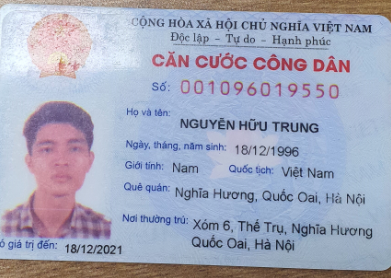 CỘNG HÒA XÃ HỘI CHỦ NGHĨA VIỆT NAM
Độc lập - Tự do - Hạnh phúc
CĂN CƯỚC CÔNG DÂN
Số: 001096019550
Họ và tên:
NGUYỄN HỮU TRUNG
Ngày, tháng, năm sinh: 18/12/1996
Giới tính: Nam Quốc tịch: Việt Nam
Quê quán: Nghĩa Hương, Quốc Oai, Hà Nội
Nơi thường trú: Xóm 6, Thế Trụ, Nghĩa Hương
Quốc Oai, Hà Nội
ó giá trị đến: 18/12/2021